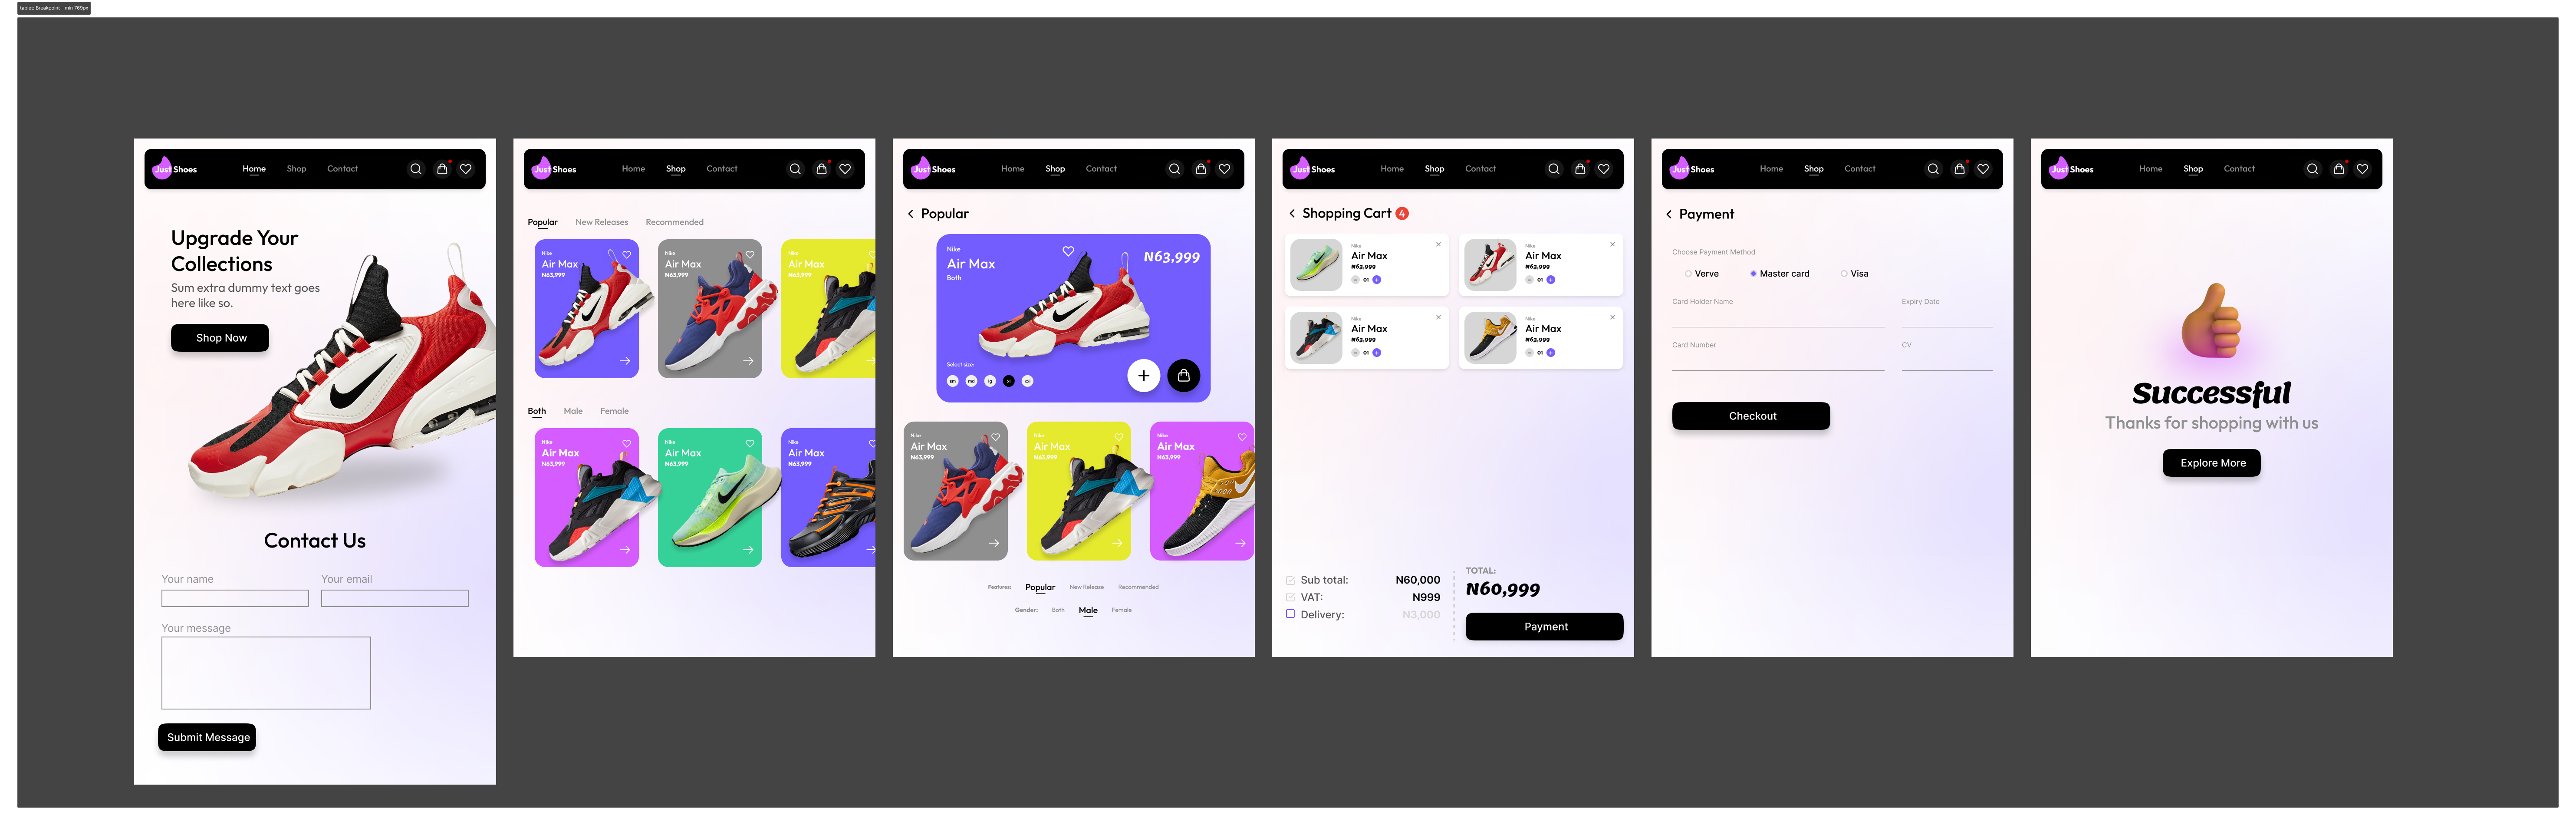 tablet: Breakpoint - min 769px
Just Shoes
Home Shop Contact
Upgrade Your
Collections
Sum extra dummy text goes
here like so.
Shop Now
Contact Us
Your name Your email
Your message
Submit Message
Just Shoes
Home Shop Contact
Popular New Releases Recommended
Nike
Air Max
N63,999
Nike
Air Max
N63,999
Nike
Air Max
N63,999
Both Male Female
Nike
Air Max
N63,999
Nike
Air Max
N63,999
Nike
Air Max
N63,999
Just Shoes
Home Shop Contact
Popular
Nike
Air Max
Both
N63,999
Select size:
sm md lg xl xxl
Nike
Air Max
N63,999
Nike
Air Max
N63,999
Nike
Air Max
N63,999
Features: Popular New Release Recommended
Gender: Both Male Female
Just Shoes
Home Shop Contact
Shopping Cart 4
Nike
Air Max
N63,999
01
Nike
Air Max
N63,999
01
Nike
Air Max
N63,999
01
Nike
Air Max
N63,999
01
Sub total: N60,000
VAT: N999
Delivery: N3,000
TOTAL:
N60,999
Payment
Just Shoes
Home Shop Contact
Payment
Choose Payment Method
Verve Master card Visa
Card Holder Name Expiry Date
Card Number CV
Checkout
Just Shoes
Home Shop Contact
Successful
Thanks for shopping with us
Explore More